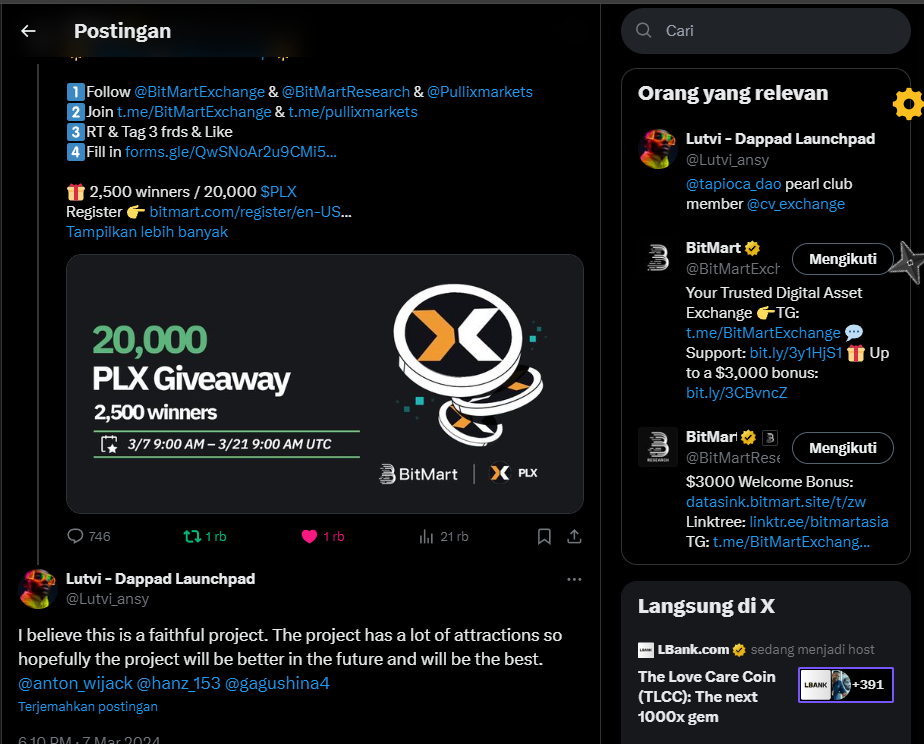 Postingan
1 Follow @BitMartExchange & @BitMartResearch & @Pullixmarkets
2 Join t.me/BitMartExchange & t.me/pullixmarkets
3 RT & Tag 3 frds & Like
4 Fill in forms.gle/QwSNoAr2u9CMi5…
🎁 2,500 winners / 20,000 $PLX
Register 👉 bitmart.com/register/en-US…
Tampilkan lebih banyak
20,000
PLX Giveaway
2,500 winners
3/7 9:00 AM – 3/21 9:00 AM UTC
BitMart | PLX
746 1 rb 1 rb 21 rb
Lutvi - Dappad Launchpad
@Lutvi_ansy
I believe this is a faithful project. The project has a lot of attractions so
hopefully the project will be better in the future and will be the best.
@anton_wijack @hanz_153 @gagushina4
Terjemahkan postingan
6:10 PM · 7 Mar 2024
Cari
Orang yang relevan
Lutvi - Dappad Launchpad
@Lutvi_ansy
@tapioca_dao pearl club
member @cv_exchange
BitMart
@BitMartExch
Mengikuti
Your Trusted Digital Asset
Exchange 👉TG:
t.me/BitMartExchange 💬
Support: bit.ly/3y1HjS1 🎁 Up
to a $3,000 bonus:
bit.ly/3CBvncZ
BitMar
@BitMartRese
Mengikuti
RESEARCH
$3000 Welcome Bonus:
datasink.bitmart.site/t/zw
Linktree: linktr.ee/bitmartasia
TG: t.me/BitMartExchang…
Langsung di X
LBank.com sedang menjadi host
The Love Care Coin
(TLCC): The next
1000x gem
LBANK +391